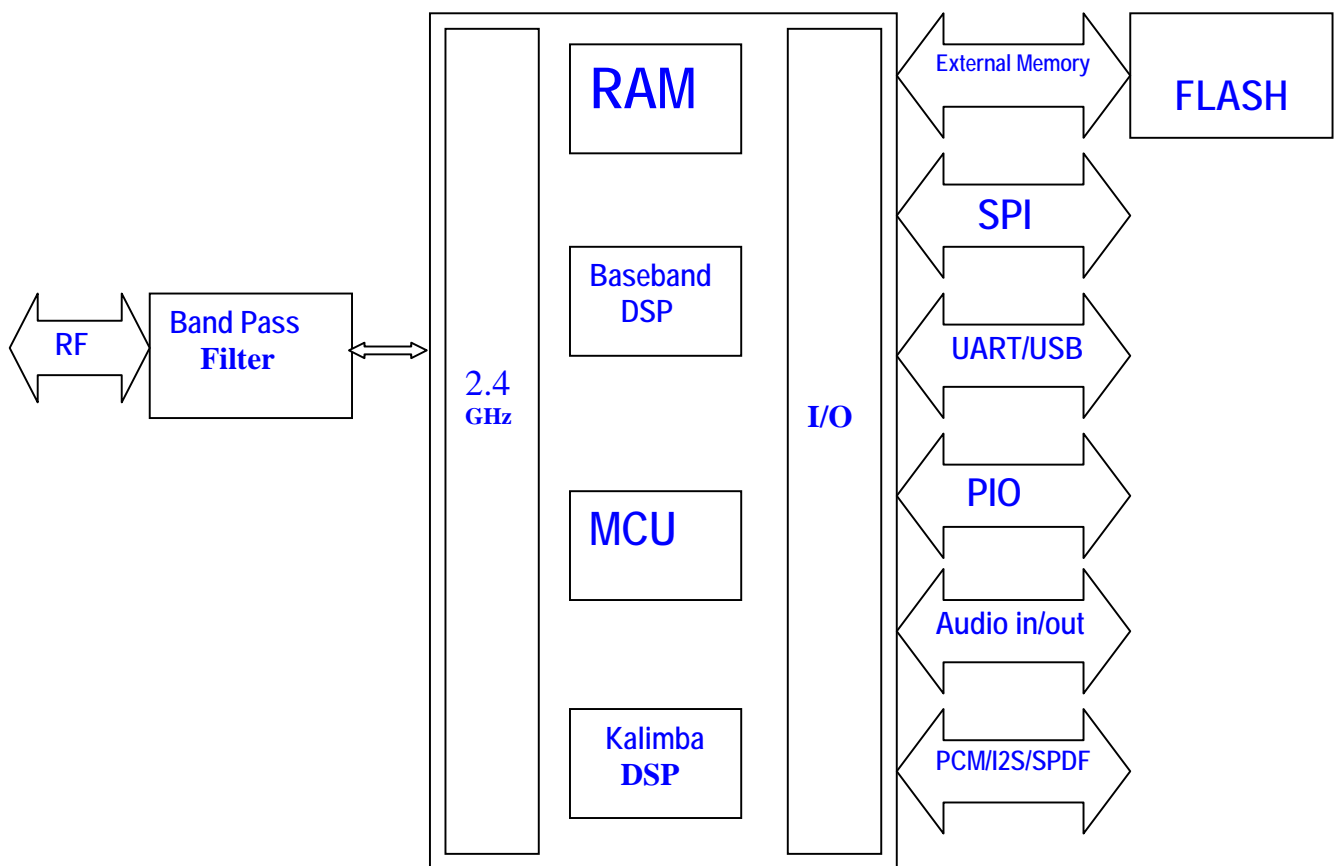 RF
Band Pass
Filter
2.4
GHz
RAM
Baseband
DSP
MCU
Kalimba
DSP
I/O
External Memory
FLASH
SPI
UART/USB
PIO
Audio in/out
PCM/I2S/SPDF